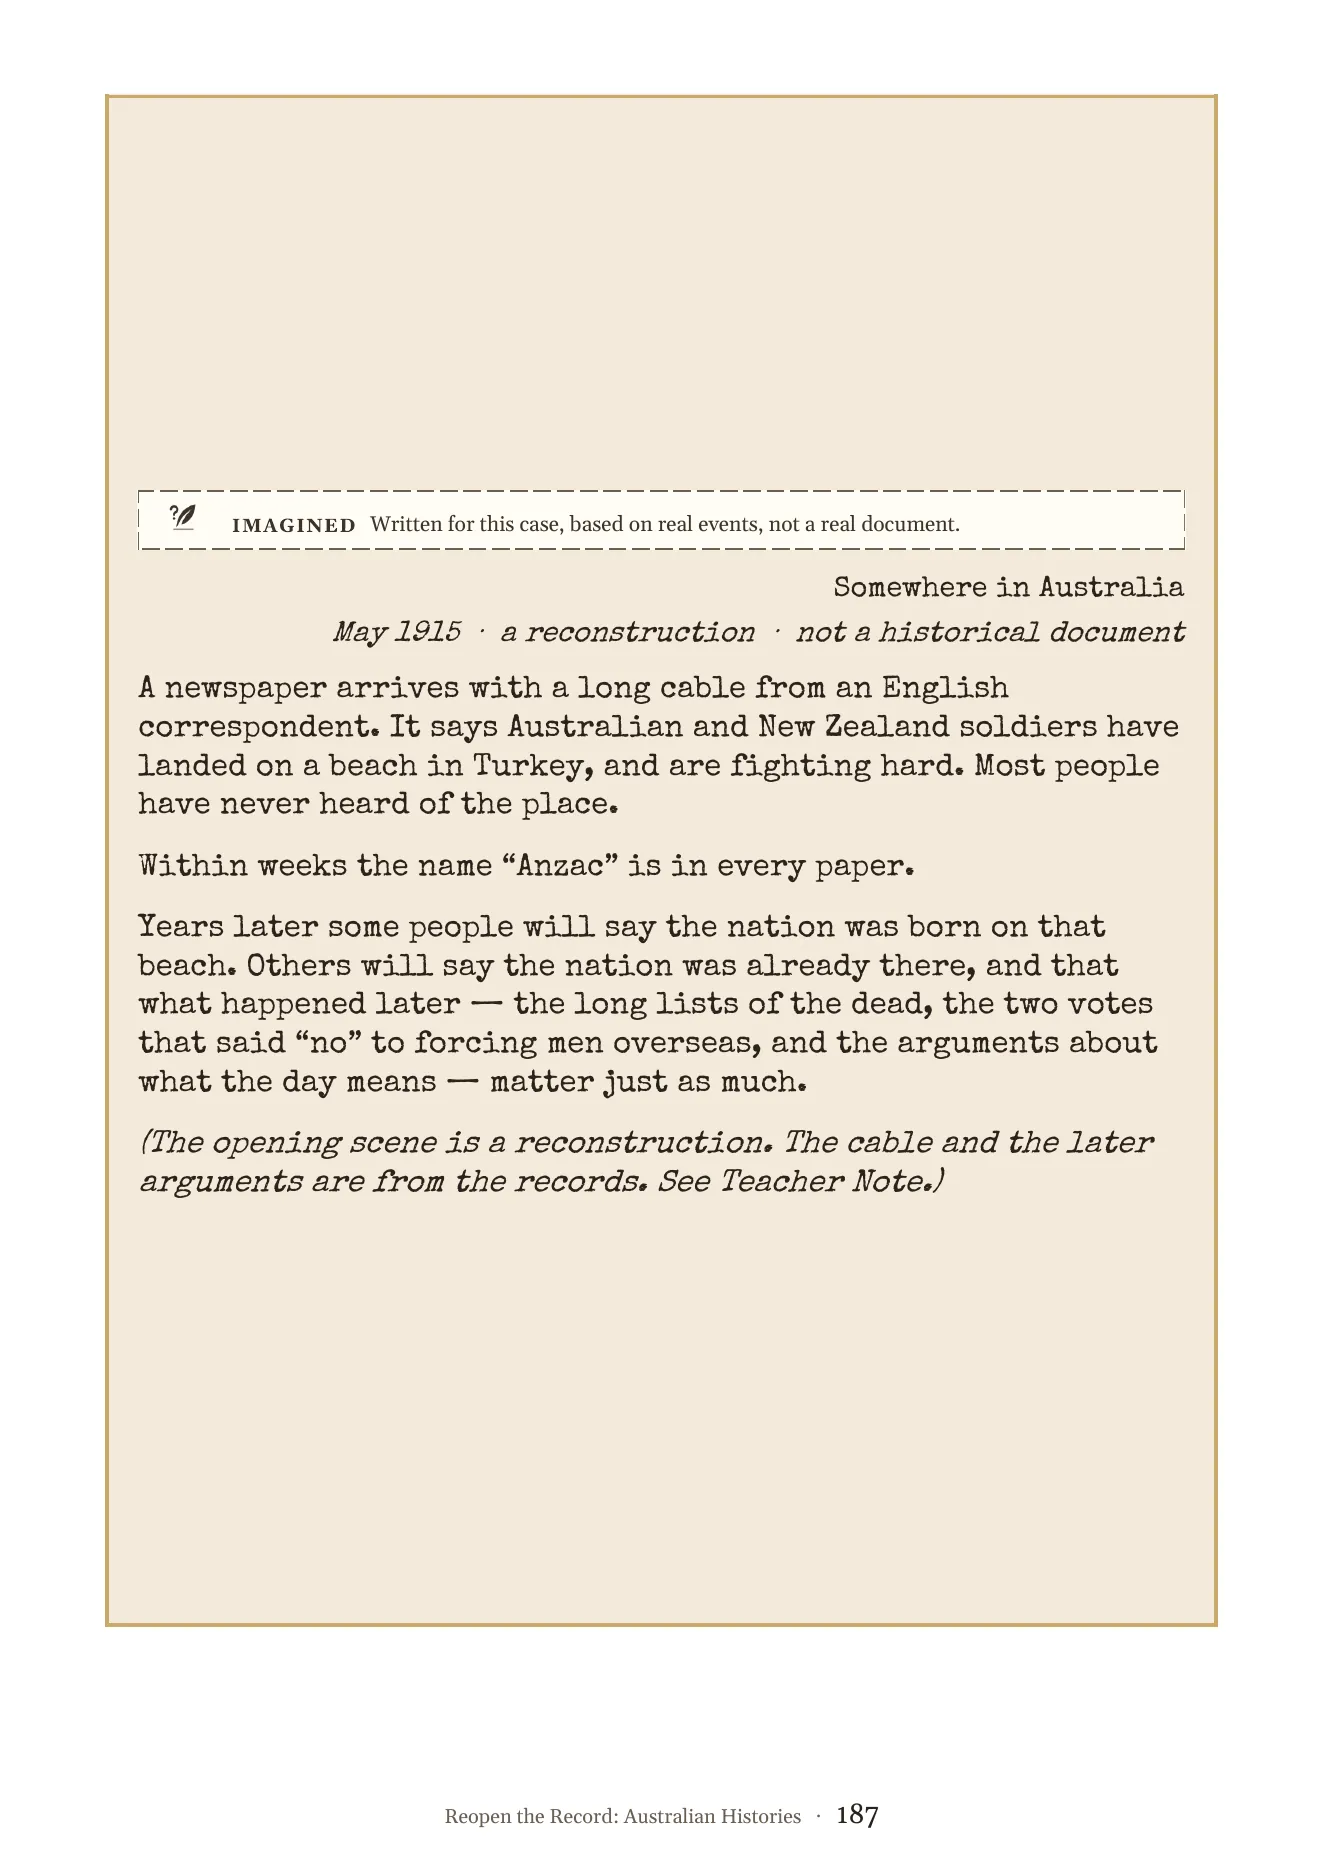 IMAGINED Written for this case, based on real events, not a real document.
Somewhere in Australia
May 1915 · a reconstruction · not a historical document
A newspaper arrives with a long cable from an English
correspondent. It says Australian and New Zealand soldiers have
landed on a beach in Turkey, and are fighting hard. Most people
have never heard of the place.
Within weeks the name “Anzac” is in every paper.
Years later some people will say the nation was born on that
beach. Others will say the nation was already there, and that
what happened later — the long lists of the dead, the two votes
that said “no” to forcing men overseas, and the arguments about
what the day means — matter just as much.
(The opening scene is a reconstruction. The cable and the later
arguments are from the records. See Teacher Note.)
Reopen the Record: Australian Histories · 187